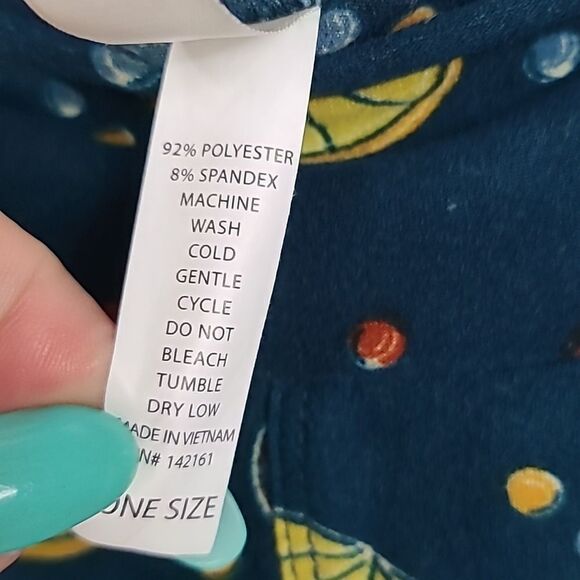 92% POLYESTER
8% SPANDEX
MACHINE
WASH
COLD
GENTLE
CYCLE
DO NOT
BLEACH
TUMBLE
DRY LOW
MADE IN VIETNAM
N# 142161
ONE SIZE